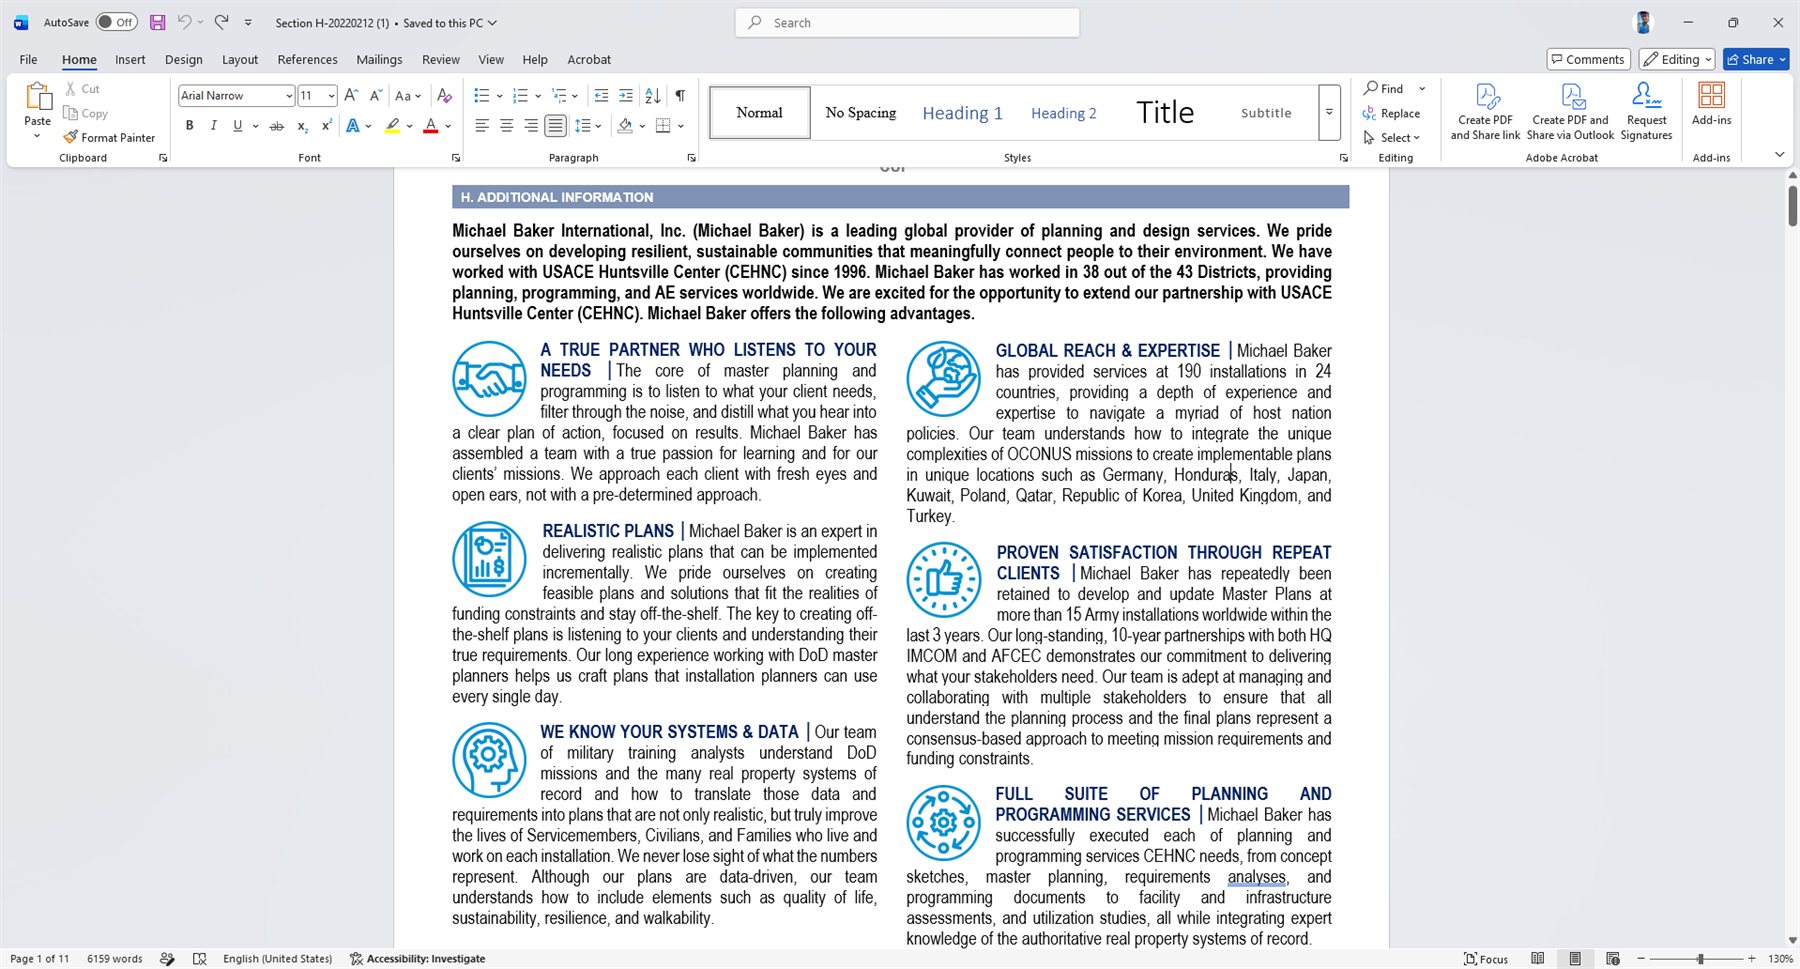 AutoSave Off Section H-20220212 (1) • Saved to this PC Search
File Home Insert Design Layout References Mailings Review View Help Acrobat Comments Editing Share
Paste Cut Copy Format Painter Clipboard
Arial Narrow 11 Aa
B I U ab x₂ x² A A
Font
Paragraph
Normal No Spacing Heading 1 Heading 2 Title Subtitle
Styles
Find
Replace
Select
Editing
Create PDF and Share link
Create PDF and Share via Outlook
Request Signatures
Adobe Acrobat
Add-ins
Add-ins
H. ADDITIONAL INFORMATION
Michael Baker International, Inc. (Michael Baker) is a leading global provider of planning and design services. We pride
ourselves on developing resilient, sustainable communities that meaningfully connect people to their environment. We have
worked with USACE Huntsville Center (CEHNC) since 1996. Michael Baker has worked in 38 out of the 43 Districts, providing
planning, programming, and AE services worldwide. We are excited for the opportunity to extend our partnership with USACE
Huntsville Center (CEHNC). Michael Baker offers the following advantages.
A TRUE PARTNER WHO LISTENS TO YOUR
NEEDS | The core of master planning and
programming is to listen to what your client needs,
filter through the noise, and distill what you hear into
a clear plan of action, focused on results. Michael Baker has
assembled a team with a true passion for learning and for our
clients’ missions. We approach each client with fresh eyes and
open ears, not with a pre-determined approach.
REALISTIC PLANS | Michael Baker is an expert in
delivering realistic plans that can be implemented
incrementally. We pride ourselves on creating
feasible plans and solutions that fit the realities of
funding constraints and stay off-the-shelf. The key to creating off-
the-shelf plans is listening to your clients and understanding their
true requirements. Our long experience working with DoD master
planners helps us craft plans that installation planners can use
every single day.
WE KNOW YOUR SYSTEMS & DATA | Our team
of military training analysts understand DoD
missions and the many real property systems of
record and how to translate those data and
requirements into plans that are not only realistic, but truly improve
the lives of Servicemembers, Civilians, and Families who live and
work on each installation. We never lose sight of what the numbers
represent. Although our plans are data-driven, our team
understands how to include elements such as quality of life,
sustainability, resilience, and walkability.
GLOBAL REACH & EXPERTISE | Michael Baker
has provided services at 190 installations in 24
countries, providing a depth of experience and
expertise to navigate a myriad of host nation
policies. Our team understands how to integrate the unique
complexities of OCONUS missions to create implementable plans
in unique locations such as Germany, Honduras, Italy, Japan,
Kuwait, Poland, Qatar, Republic of Korea, United Kingdom, and
Turkey.
PROVEN SATISFACTION THROUGH REPEAT
CLIENTS | Michael Baker has repeatedly been
retained to develop and update Master Plans at
more than 15 Army installations worldwide within the
last 3 years. Our long-standing, 10-year partnerships with both HQ
IMCOM and AFCEC demonstrates our commitment to delivering
what your stakeholders need. Our team is adept at managing and
collaborating with multiple stakeholders to ensure that all
understand the planning process and the final plans represent a
consensus-based approach to meeting mission requirements and
funding constraints.
FULL SUITE OF PLANNING AND
PROGRAMMING SERVICES | Michael Baker has
successfully executed each of planning and
programming services CEHNC needs, from concept
sketches, master planning, requirements analyses, and
programming documents to facility and infrastructure
assessments, and utilization studies, all while integrating expert
knowledge of the authoritative real property systems of record.
Page 1 of 11 6159 words English (United States) Accessibility: Investigate Focus 130%